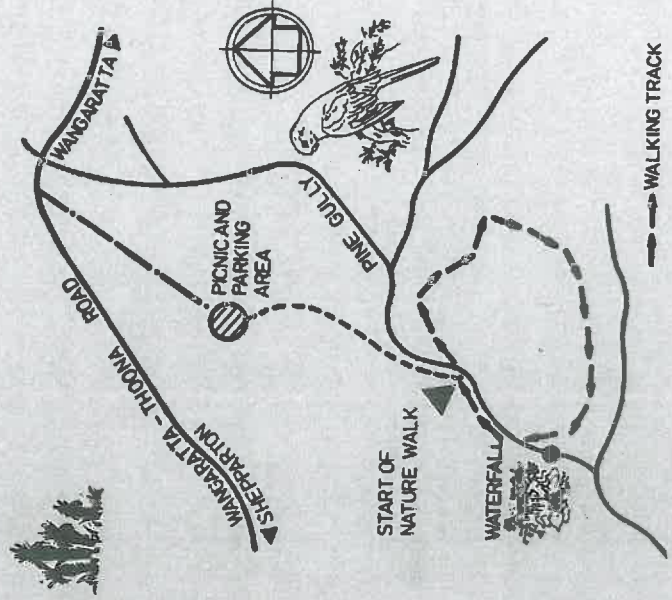 WANGARATTA
WANGARATTA - THOONA ROAD
SHEPPARTON
PICNIC AND
PARKING
AREA
PINE GULLY
START OF
NATURE WALK
WATERFALL
WALKING TRACK